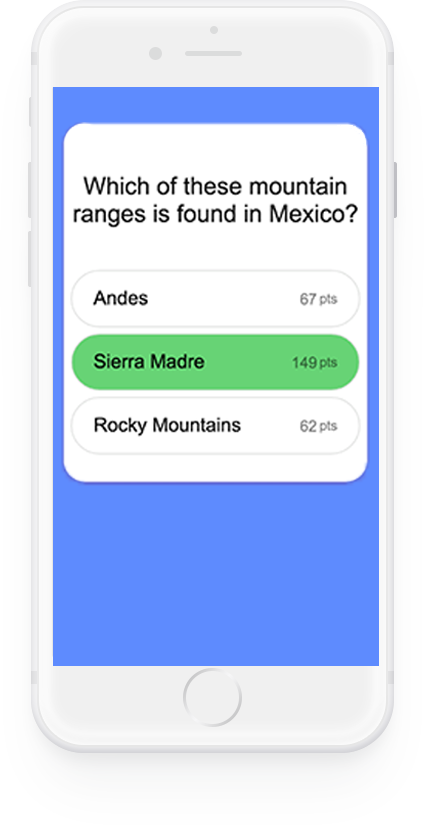 Which of these mountain
ranges is found in Mexico?
Andes 67 pts
Sierra Madre 149 pts
Rocky Mountains 62 pts